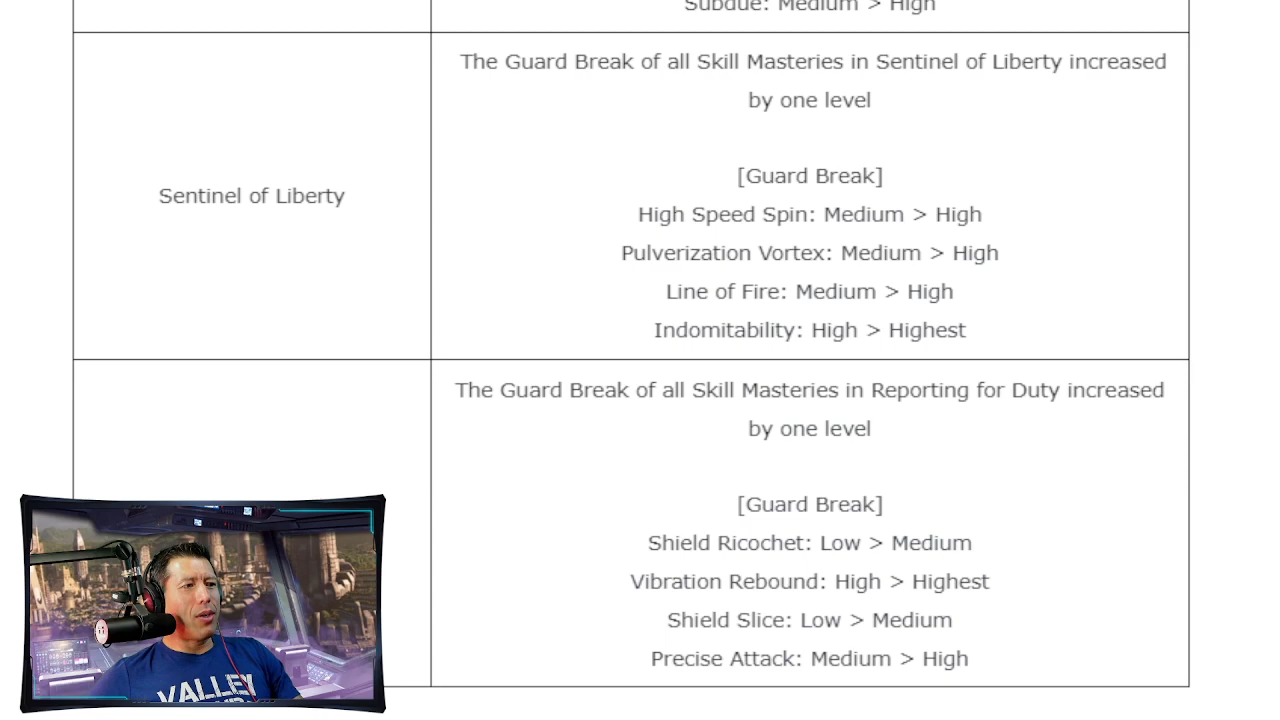 Subdue: Medium > High
The Guard Break of all Skill Masteries in Sentinel of Liberty increased
by one level
Sentinel of Liberty
[Guard Break]
High Speed Spin: Medium > High
Pulverization Vortex: Medium > High
Line of Fire: Medium > High
Indomitability: High > Highest
The Guard Break of all Skill Masteries in Reporting for Duty increased
by one level
[Guard Break]
Shield Ricochet: Low > Medium
Vibration Rebound: High > Highest
Shield Slice: Low > Medium
Precise Attack: Medium > High
VALLEY